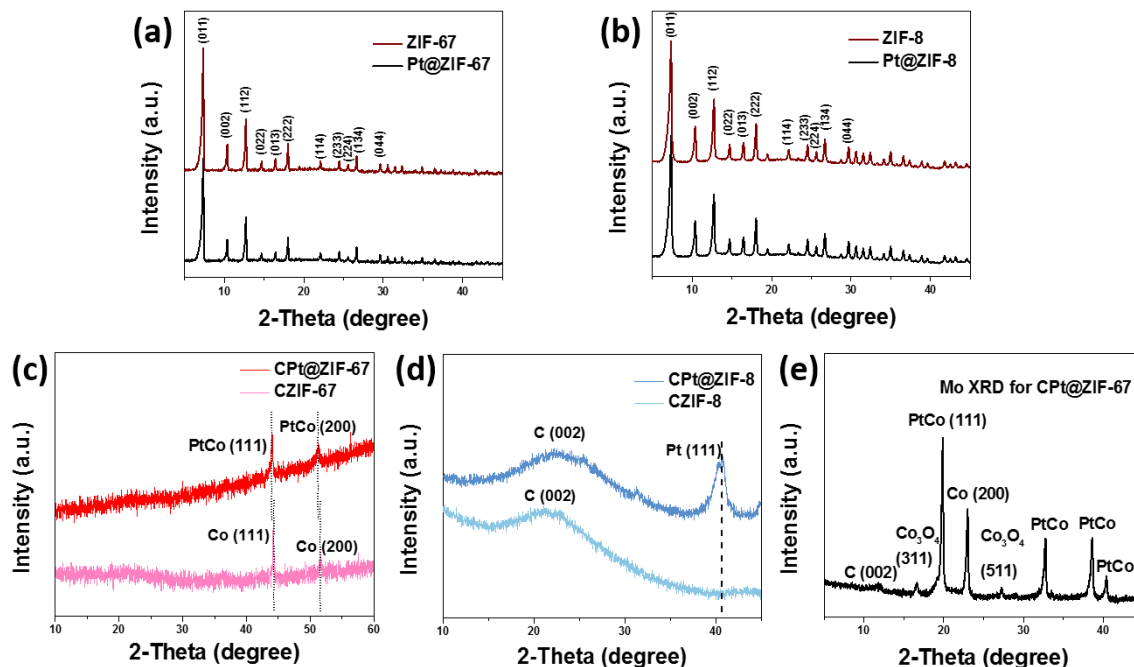 (a)
ZIF-67
Pt@ZIF-67
(011)
(002)
(112)
(022)
(013)
(222)
(114)
(233)
(224)
(134)
(044)
Intensity (a.u.)
10 20 30 40
2-Theta (degree)
(b)
ZIF-8
Pt@ZIF-8
(011)
(002)
(112)
(022)
(013)
(222)
(114)
(233)
(224)
(134)
(044)
Intensity (a.u.)
10 20 30 40
2-Theta (degree)
(c)
CPt@ZIF-67
CZIF-67
PtCo (111)
PtCo (200)
Co (111)
Co (200)
Intensity (a.u.)
10 20 30 40 50 60
2-Theta (degree)
(d)
CPt@ZIF-8
CZIF-8
C (002)
Pt (111)
C (002)
Intensity (a.u.)
10 20 30 40
2-Theta (degree)
(e)
Mo XRD for CPt@ZIF-67
PtCo (111)
Co (200)
Co₃O₄
(311)
Co₃O₄
(511)
PtCo
PtCo
PtCo
C (002)
Intensity (a.u.)
10 20 30 40
2-Theta (degree)